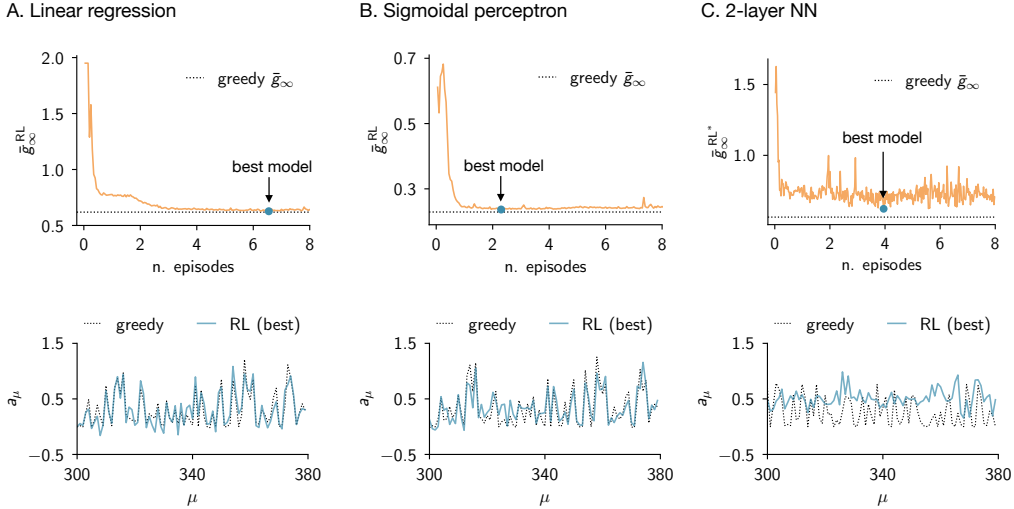 A. Linear regression
2.0
1.5
1.0
0.5
ḡ∞^RL
greedy ḡ∞
best model
0 2 4 6 8
n. episodes
greedy RL (best)
1.5
0.5
−0.5
aμ
300 340 380
μ
B. Sigmoidal perceptron
0.7
0.5
0.3
ḡ∞^RL
greedy ḡ∞
best model
0 2 4 6 8
n. episodes
greedy RL (best)
1.5
0.5
−0.5
aμ
300 340 380
μ
C. 2-layer NN
1.5
1.0
ḡ∞^RL*
greedy ḡ∞
best model
0 2 4 6 8
n. episodes
greedy RL (best)
1.5
0.5
−0.5
aμ
300 340 380
μ